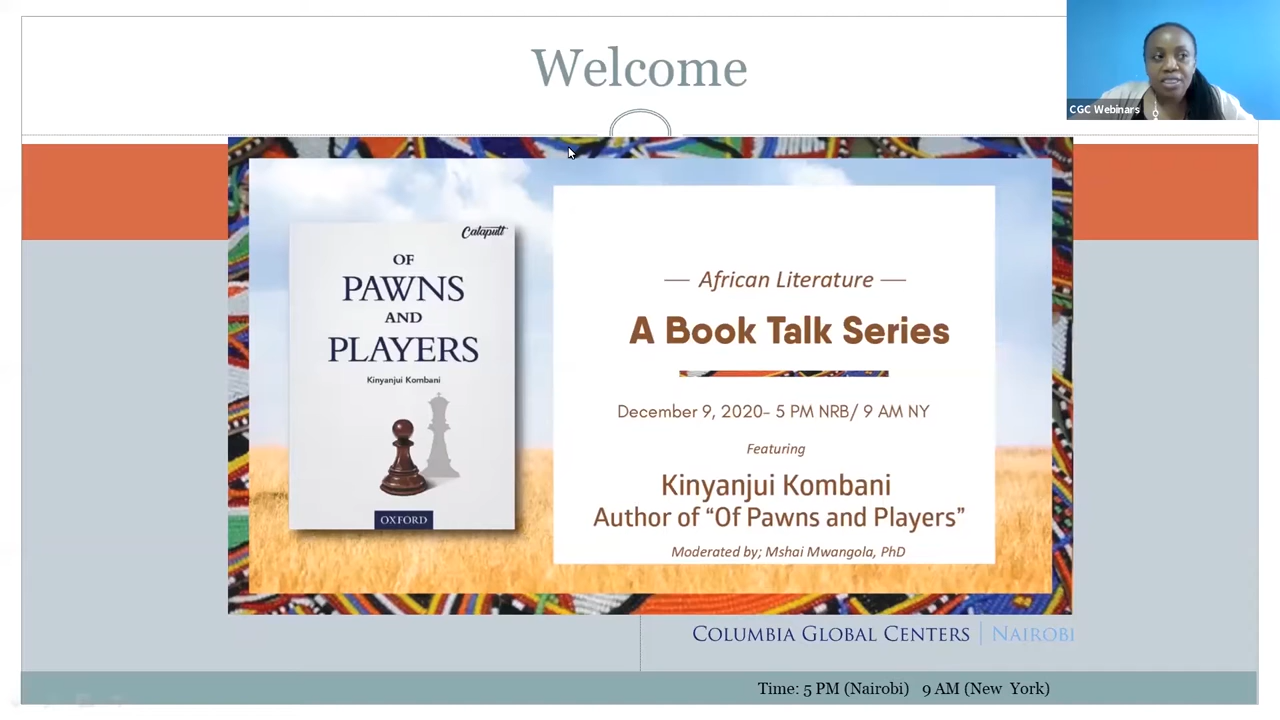 Welcome
CGC Webinars
Catapult
OF
PAWNS
AND
PLAYERS
Kinyanjui Kombani
OXFORD
African Literature
A Book Talk Series
December 9, 2020– 5 PM NRB/ 9 AM NY
Featuring
Kinyanjui Kombani
Author of “Of Pawns and Players”
Moderated by; Mshai Mwangola, PhD
COLUMBIA GLOBAL CENTERS | NAIROBI
Time: 5 PM (Nairobi) 9 AM (New York)